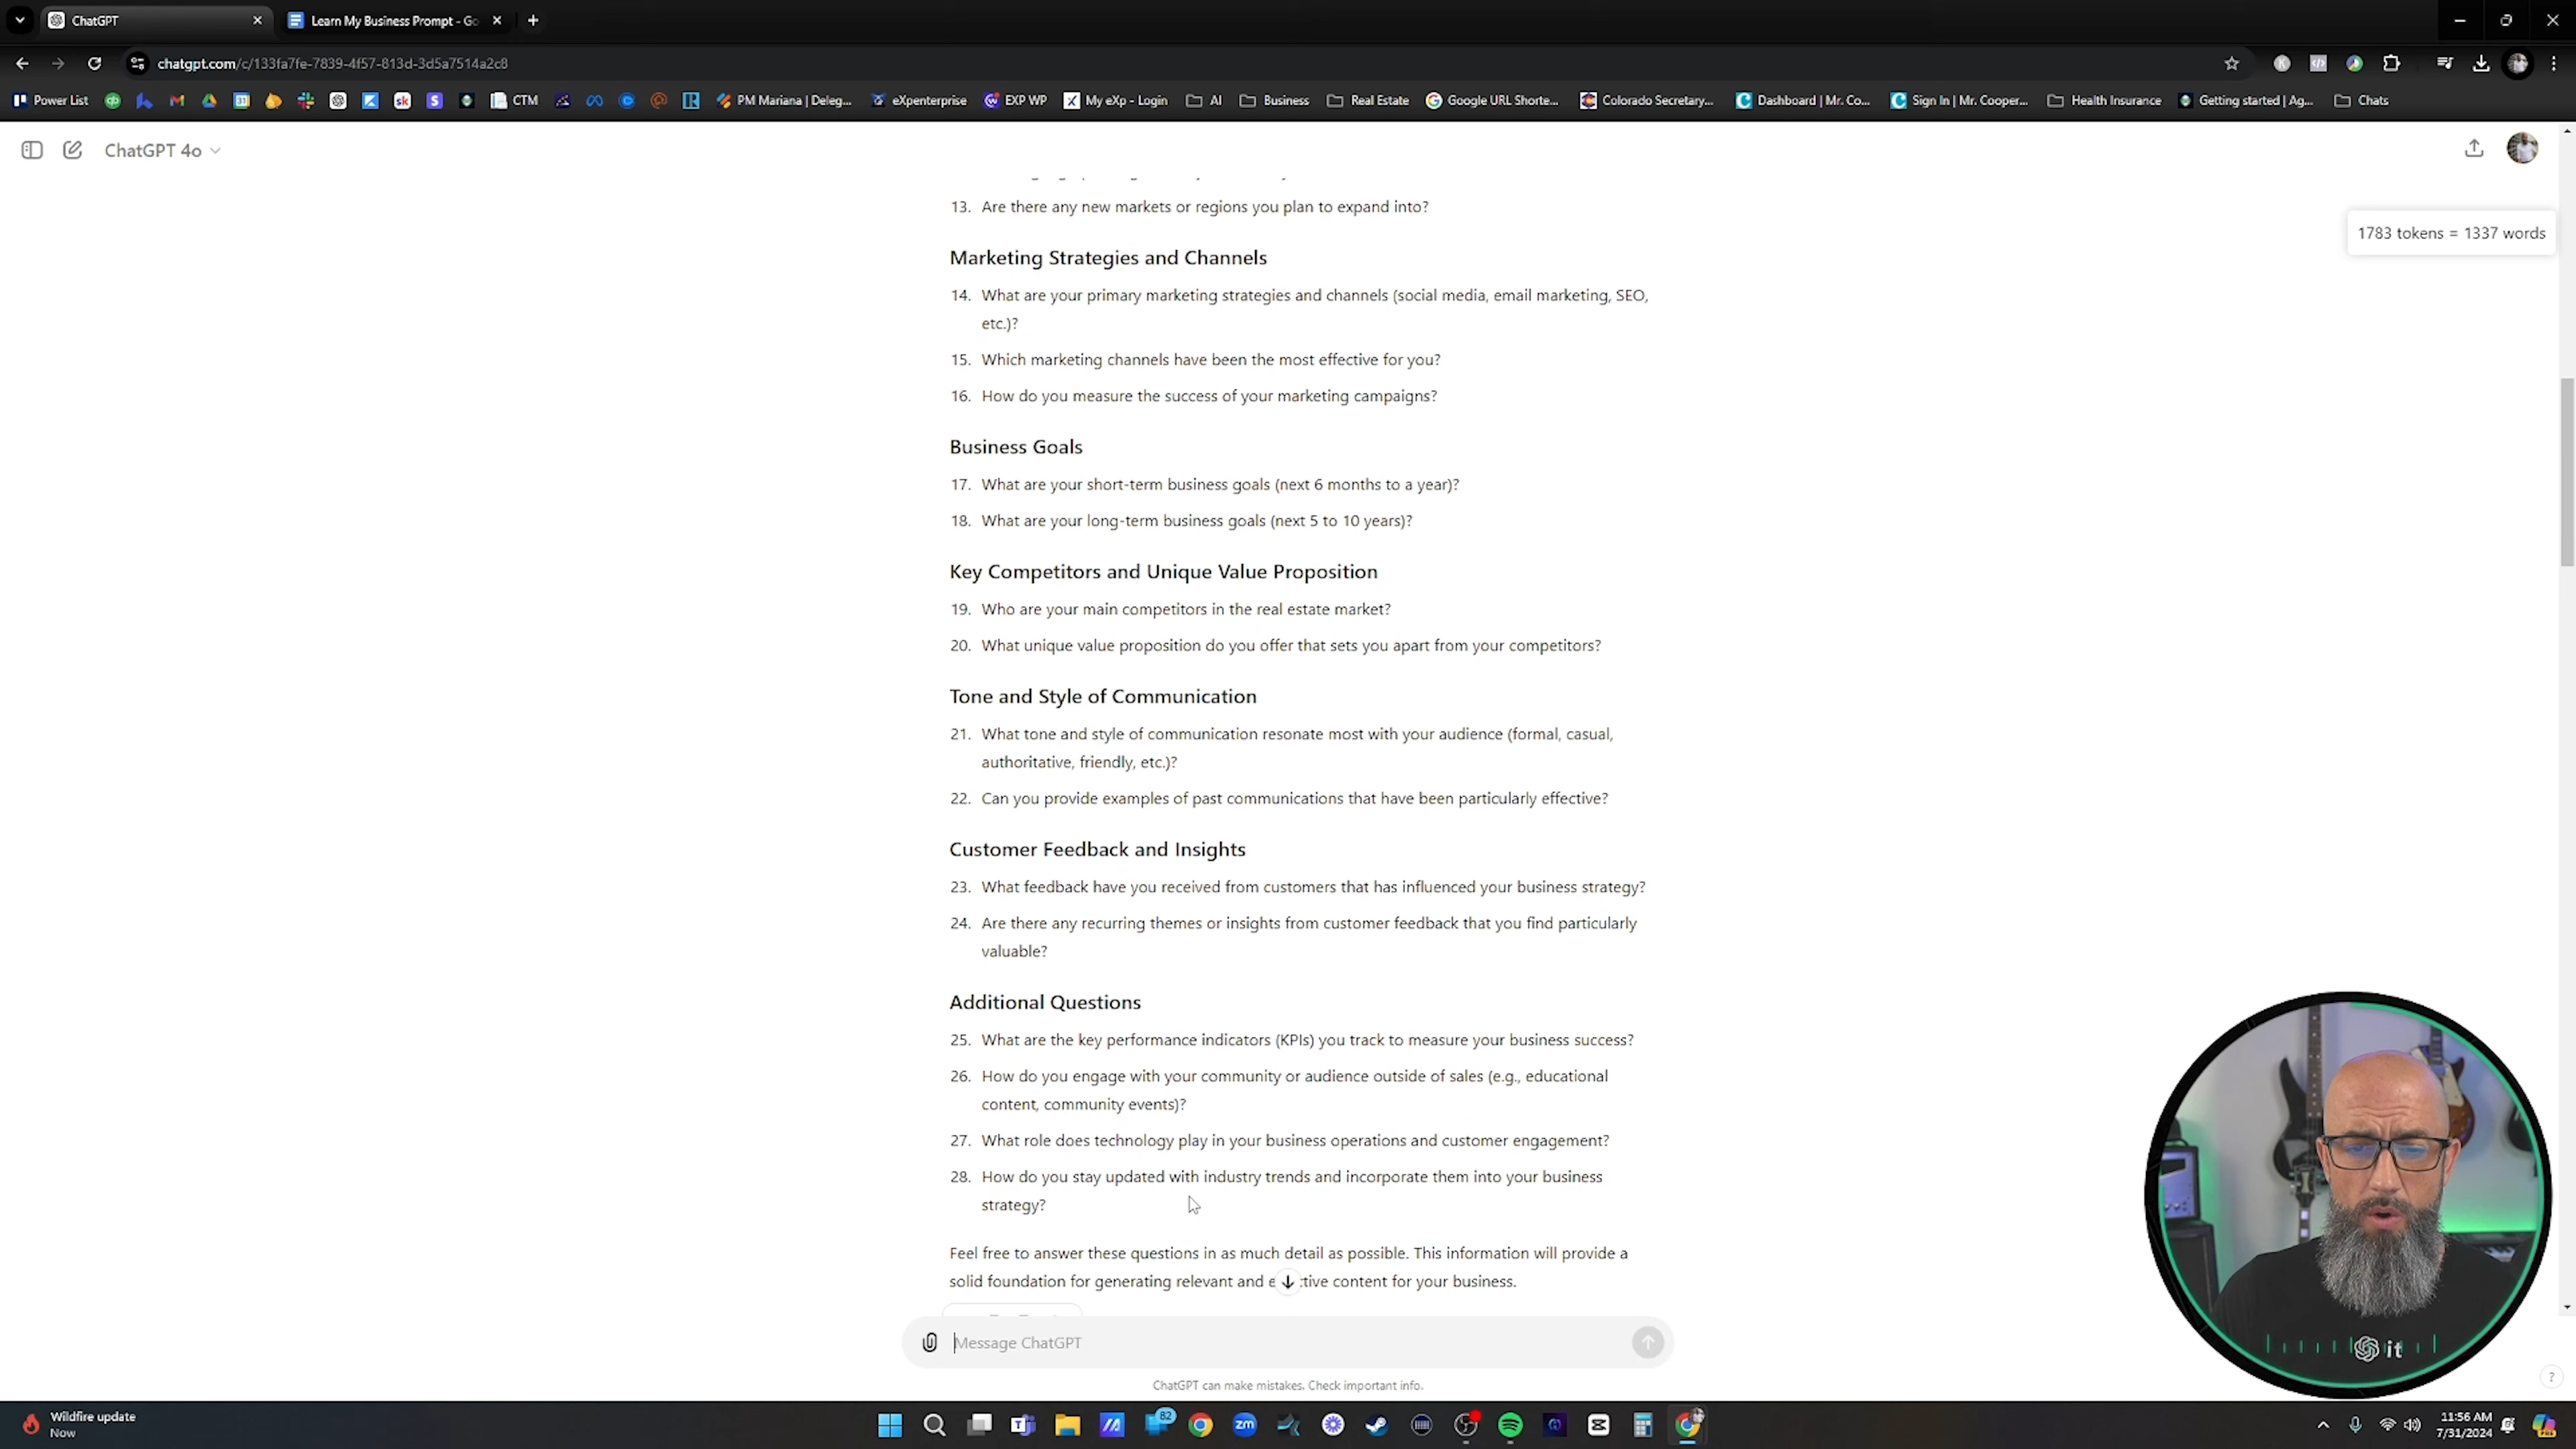 ChatGPT
Learn My Business Prompt - Go
chatgpt.com/c/133fa7fe-7839-4f57-813d-3d5a7514a2c8
Power List
CTM
PM Mariana | Deleg...
eXpenterprise
EXP WP
My eXp - Login
AI
Business
Real Estate
Google URL Shorte...
Colorado Secretary...
Dashboard | Mr. Co...
Sign In | Mr. Cooper...
Health Insurance
Getting started | Ag...
Chats
ChatGPT 4o
1783 tokens = 1337 words
13. Are there any new markets or regions you plan to expand into?
Marketing Strategies and Channels
14. What are your primary marketing strategies and channels (social media, email marketing, SEO,
etc.)?
15. Which marketing channels have been the most effective for you?
16. How do you measure the success of your marketing campaigns?
Business Goals
17. What are your short-term business goals (next 6 months to a year)?
18. What are your long-term business goals (next 5 to 10 years)?
Key Competitors and Unique Value Proposition
19. Who are your main competitors in the real estate market?
20. What unique value proposition do you offer that sets you apart from your competitors?
Tone and Style of Communication
21. What tone and style of communication resonate most with your audience (formal, casual,
authoritative, friendly, etc.)?
22. Can you provide examples of past communications that have been particularly effective?
Customer Feedback and Insights
23. What feedback have you received from customers that has influenced your business strategy?
24. Are there any recurring themes or insights from customer feedback that you find particularly
valuable?
Additional Questions
25. What are the key performance indicators (KPIs) you track to measure your business success?
26. How do you engage with your community or audience outside of sales (e.g., educational
content, community events)?
27. What role does technology play in your business operations and customer engagement?
28. How do you stay updated with industry trends and incorporate them into your business
strategy?
Feel free to answer these questions in as much detail as possible. This information will provide a
solid foundation for generating relevant and e tive content for your business.
Message ChatGPT
ChatGPT can make mistakes. Check important info.
it
?
Wildfire update
Now
82
zm
11:56 AM
7/31/2024